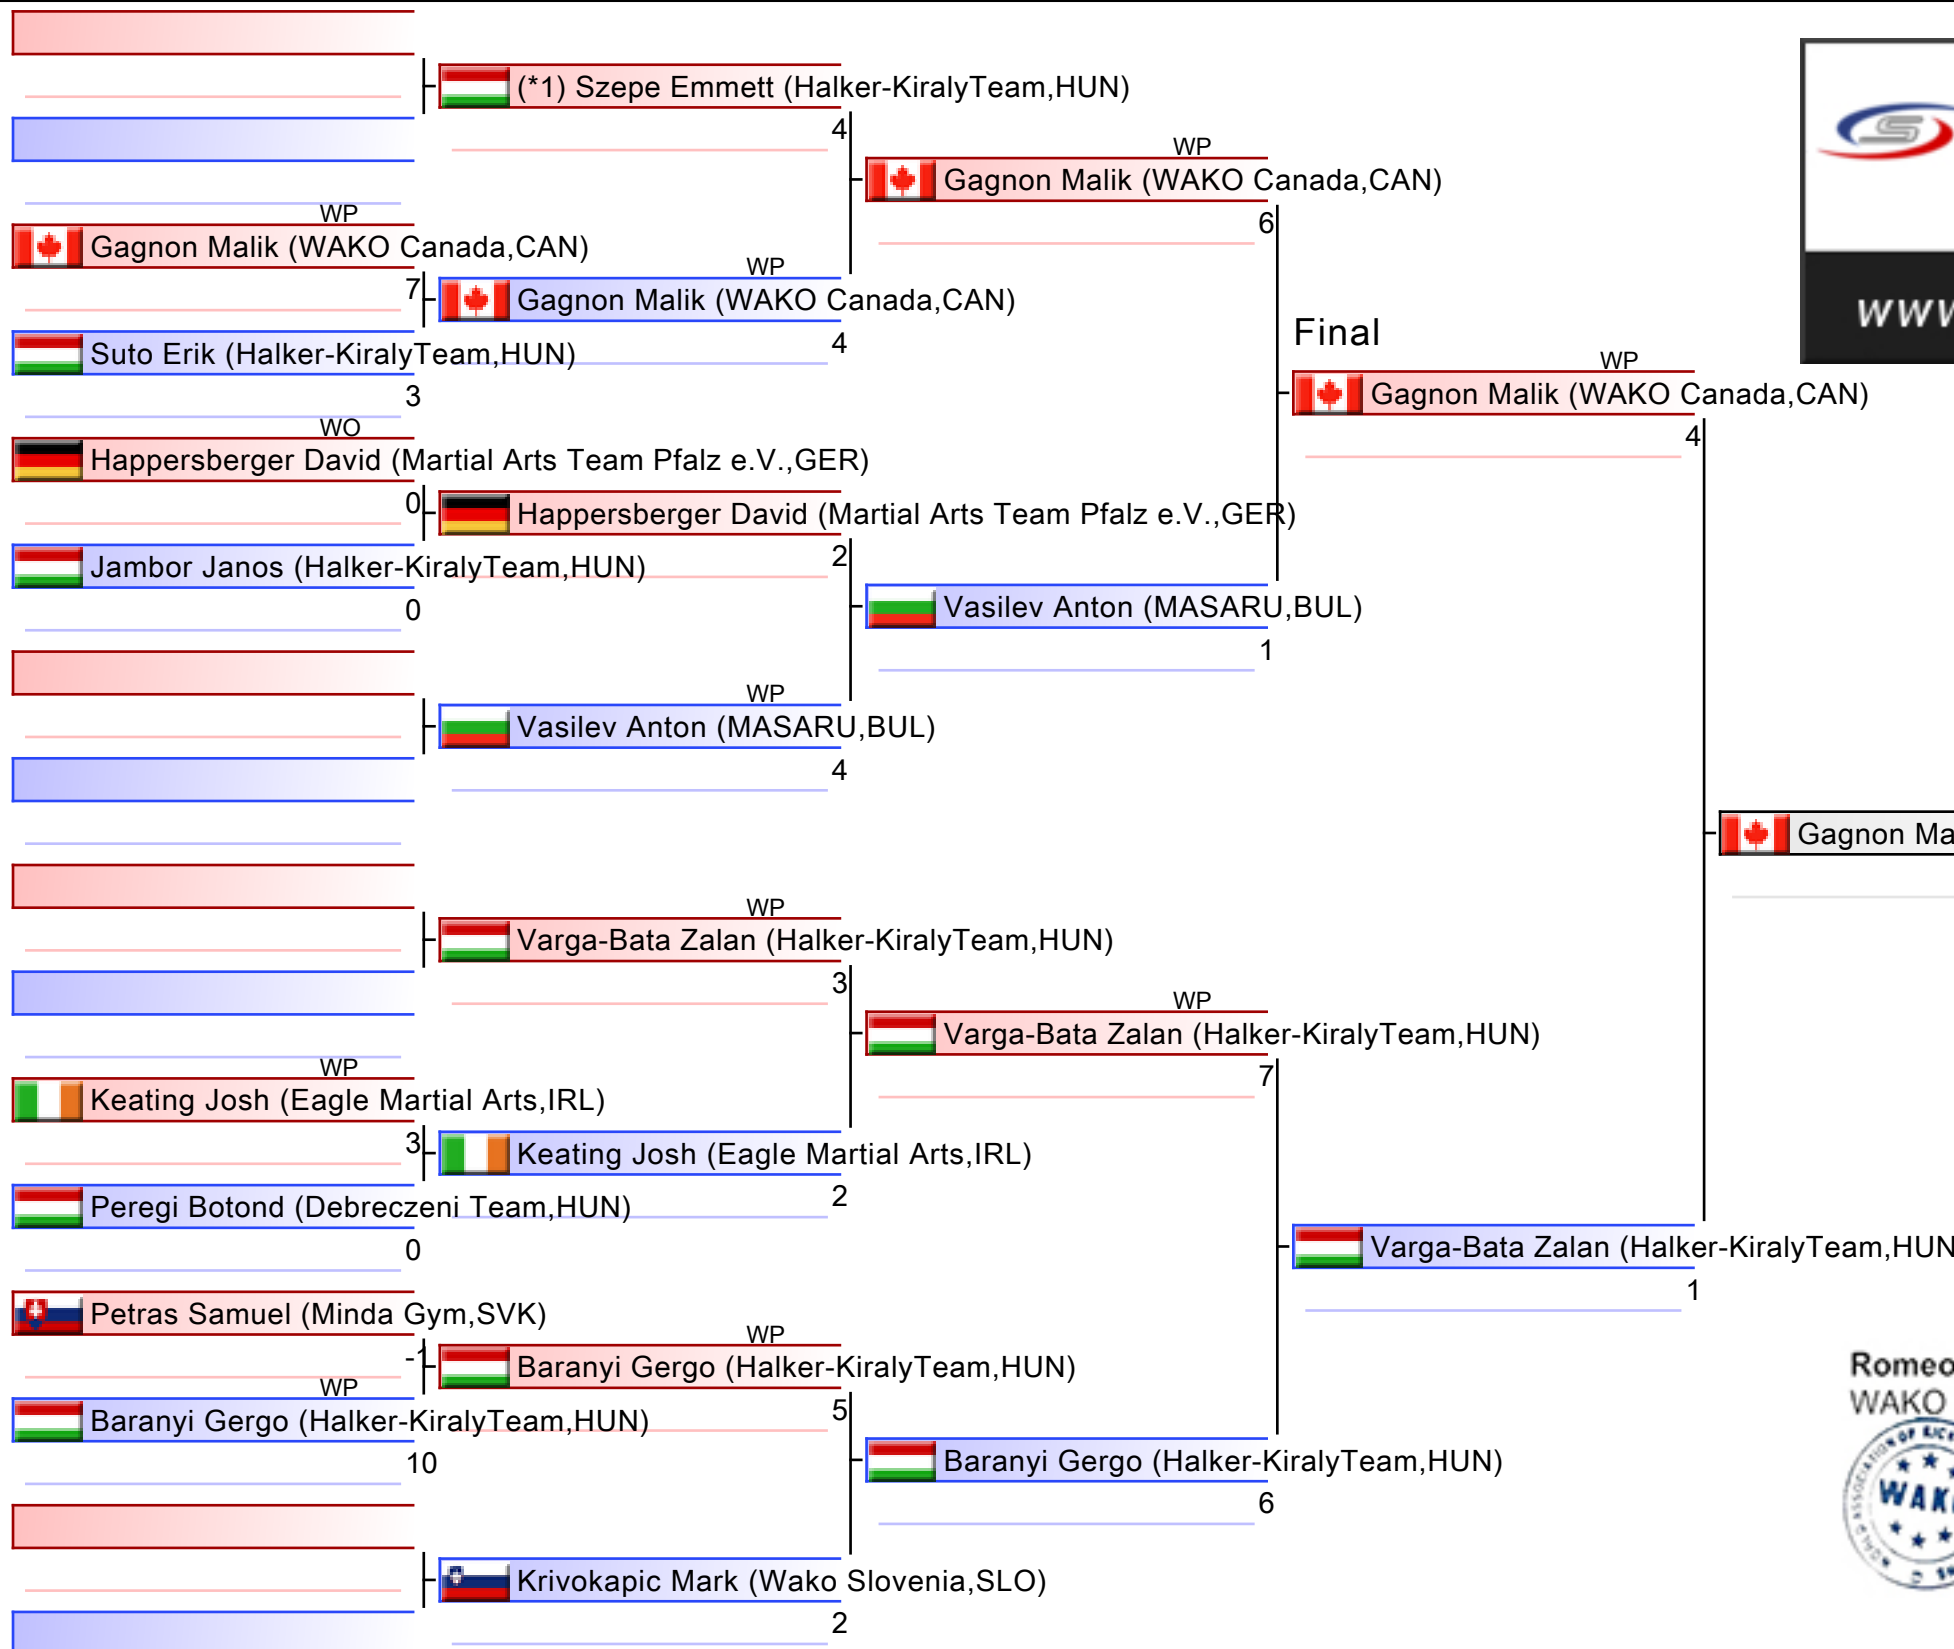 (*1) Szepe Emmett (Halker-KiralyTeam,HUN)
4
WP
Gagnon Malik (WAKO Canada,CAN)
6
WP
Gagnon Malik (WAKO Canada,CAN)
7
WP
Gagnon Malik (WAKO Canada,CAN)
4
Suto Erik (Halker-KiralyTeam,HUN)
3
www
Final
WP
Gagnon Malik (WAKO Canada,CAN)
4
WO
Happersberger David (Martial Arts Team Pfalz e.V.,GER)
0
Happersberger David (Martial Arts Team Pfalz e.V.,GER)
2
Jambor Janos (Halker-KiralyTeam,HUN)
0
Vasilev Anton (MASARU,BUL)
1
WP
Vasilev Anton (MASARU,BUL)
4
Gagnon Ma
WP
Varga-Bata Zalan (Halker-KiralyTeam,HUN)
3
WP
Varga-Bata Zalan (Halker-KiralyTeam,HUN)
7
WP
Keating Josh (Eagle Martial Arts,IRL)
3
Keating Josh (Eagle Martial Arts,IRL)
2
Peregi Botond (Debreczeni Team,HUN)
0
Varga-Bata Zalan (Halker-KiralyTeam,HUN
1
Petras Samuel (Minda Gym,SVK)
-1
WP
Baranyi Gergo (Halker-KiralyTeam,HUN)
5
WP
Baranyi Gergo (Halker-KiralyTeam,HUN)
10
Baranyi Gergo (Halker-KiralyTeam,HUN)
6
Krivokapic Mark (Wako Slovenia,SLO)
2
Romeo
WAKO
WAK